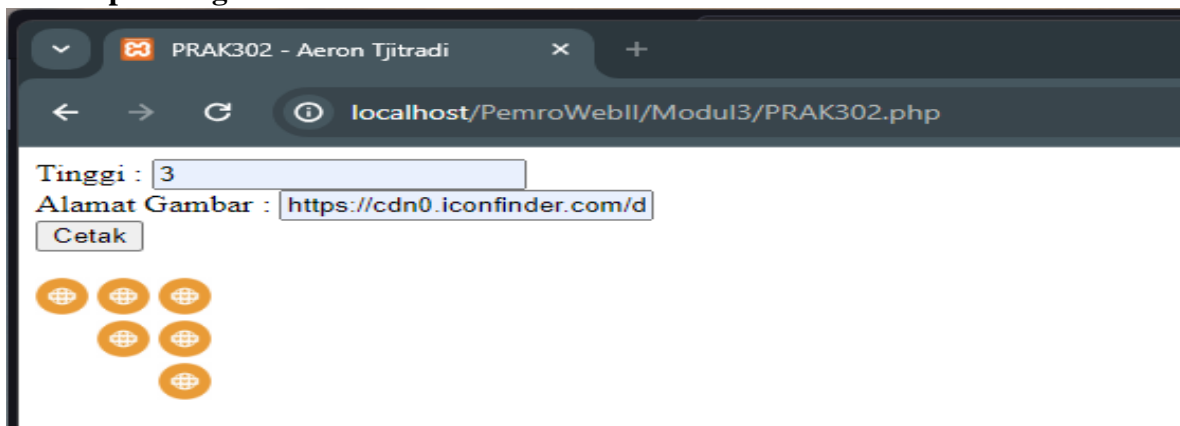 PRAK302 - Aeron Tjitradi
localhost/PemroWebII/Modul3/PRAK302.php
Tinggi : 3
Alamat Gambar : https://cdn0.iconfinder.com/d
Cetak